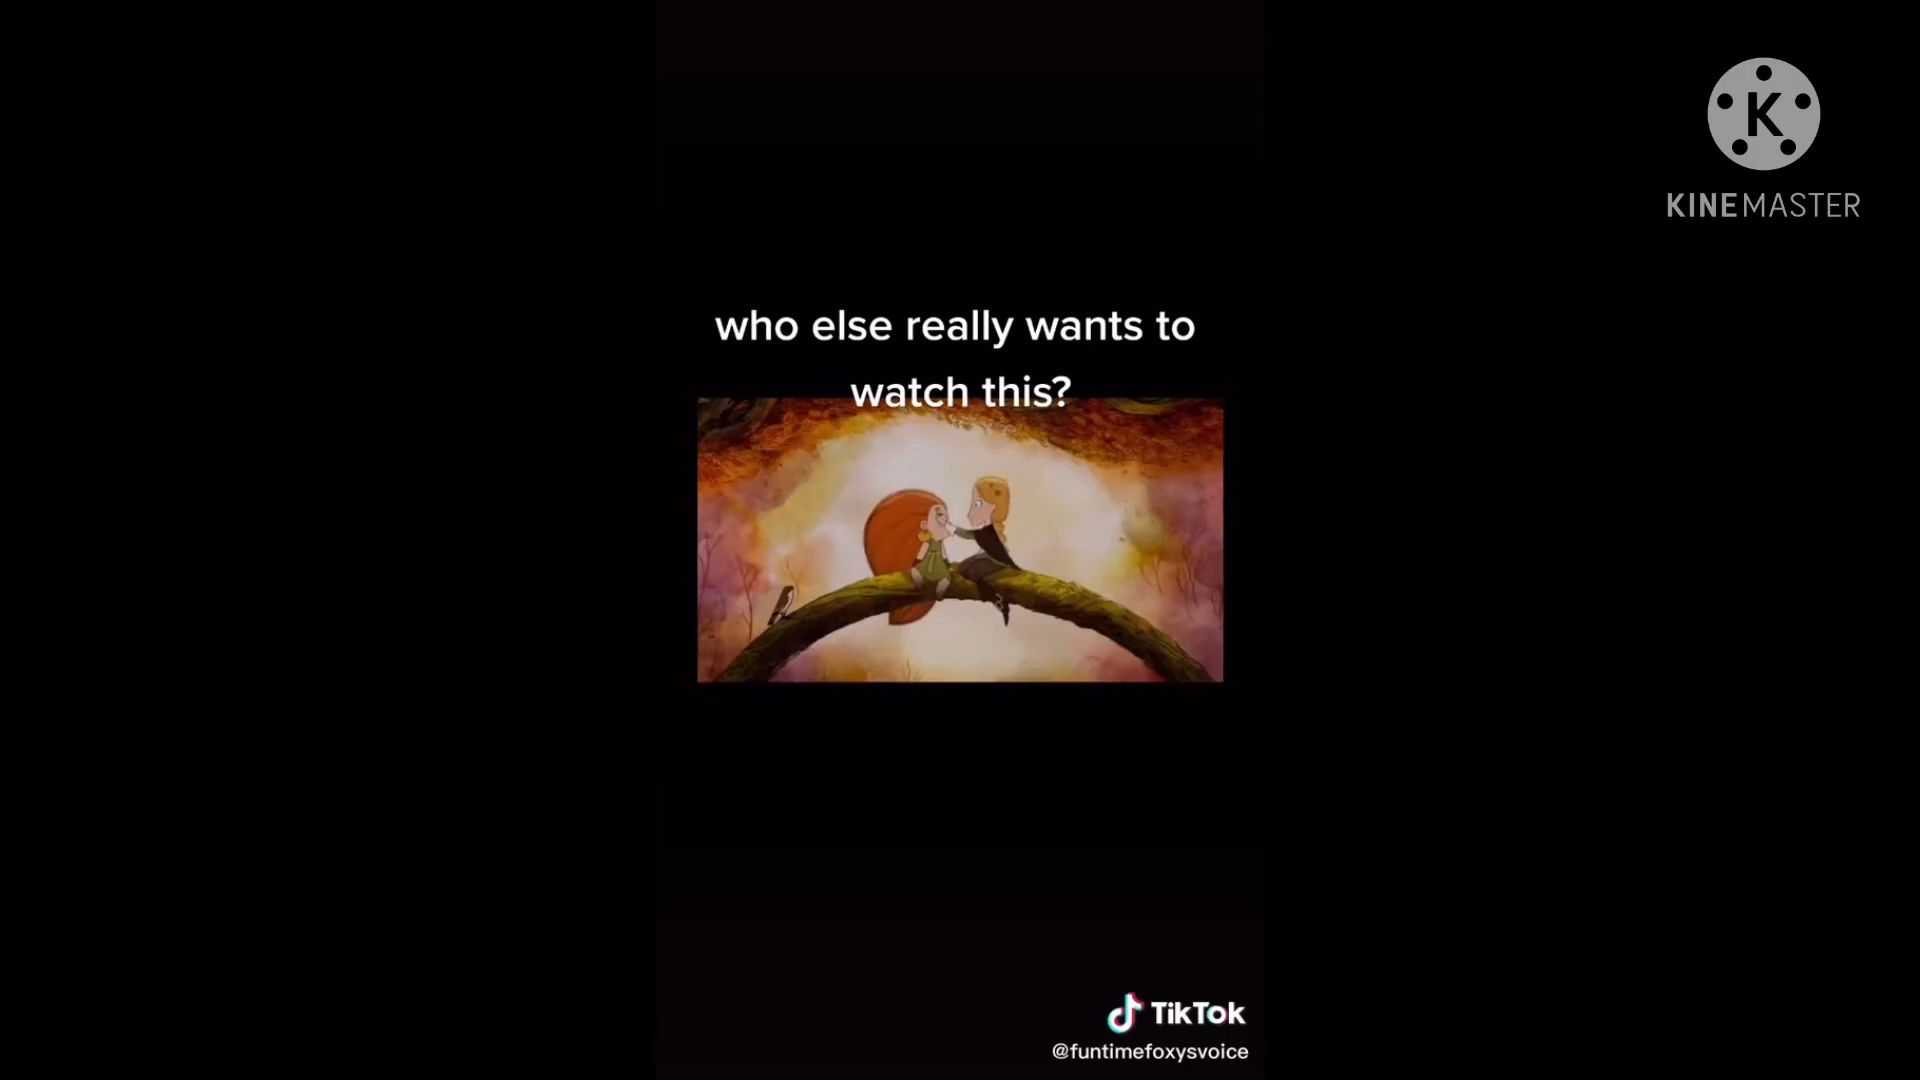 K
KINEMASTER
who else really wants to
watch this?
TikTok
@funtimefoxysvoice